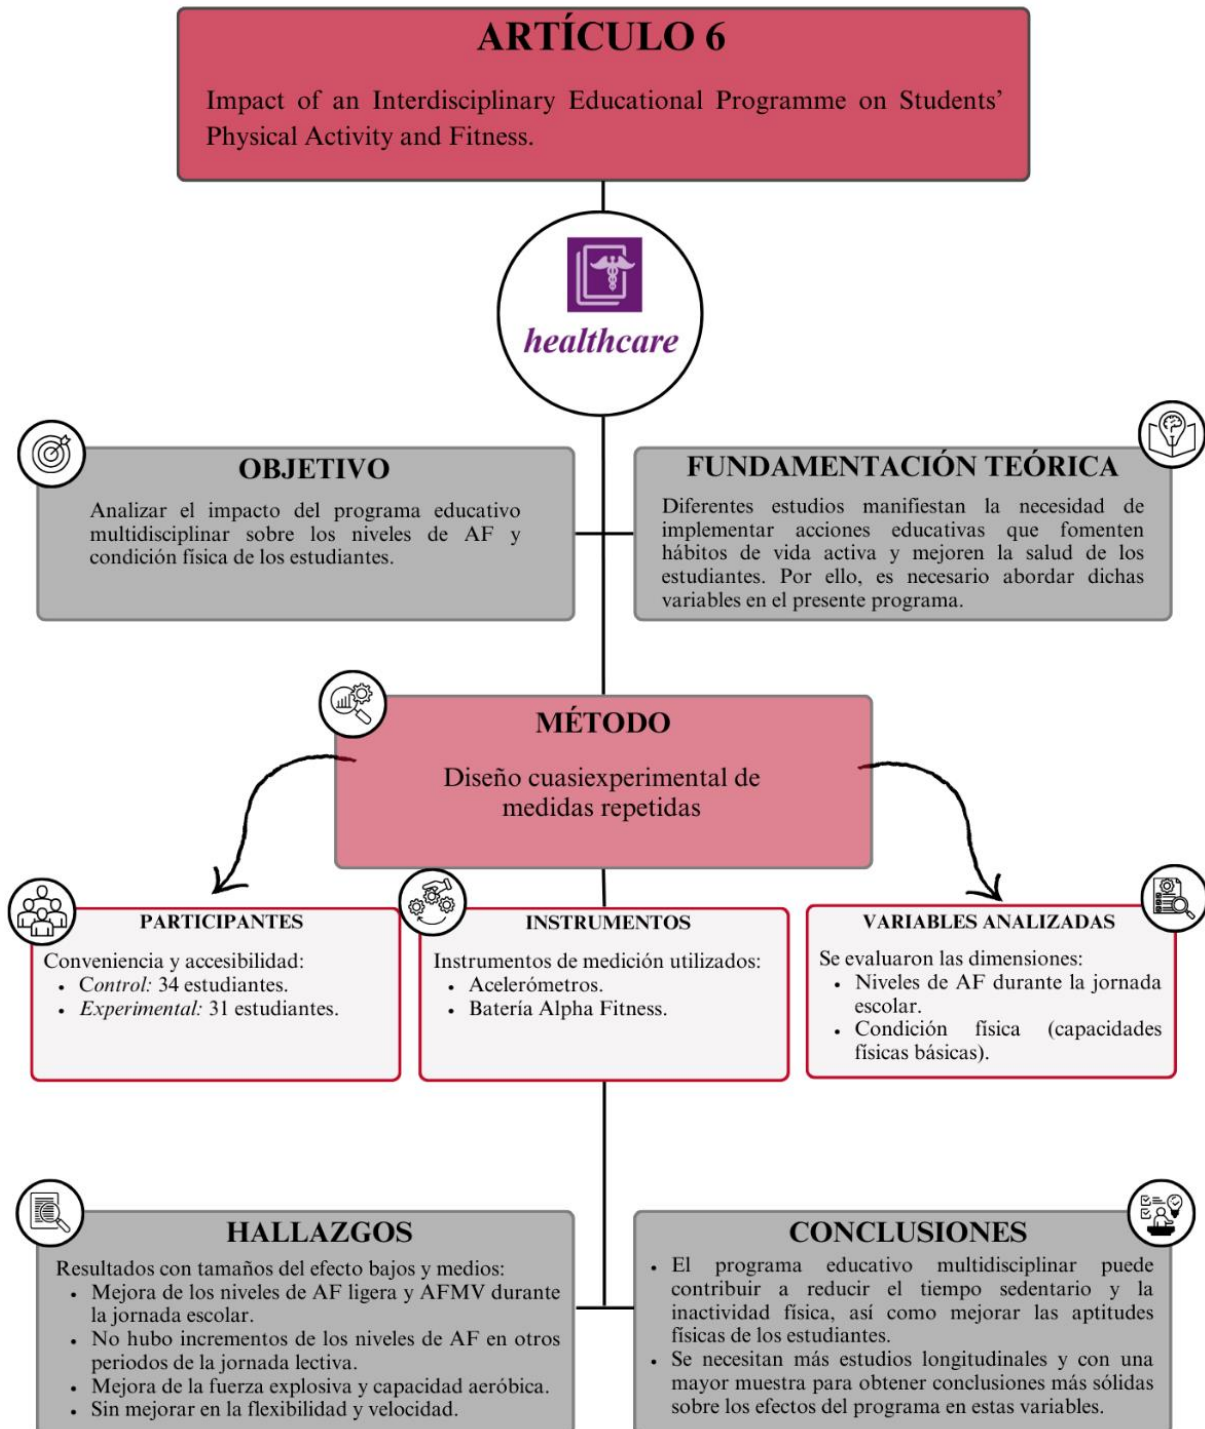 ARTÍCULO 6
Impact of an Interdisciplinary Educational Programme on Students’
Physical Activity and Fitness.
healthcare
OBJETIVO
Analizar el impacto del programa educativo
multidisciplinar sobre los niveles de AF y
condición física de los estudiantes.
FUNDAMENTACIÓN TEÓRICA
Diferentes estudios manifiestan la necesidad de
implementar acciones educativas que fomenten
hábitos de vida activa y mejoren la salud de los
estudiantes. Por ello, es necesario abordar dichas
variables en el presente programa.
MÉTODO
Diseño cuasiexperimental de
medidas repetidas
PARTICIPANTES
Conveniencia y accesibilidad:
• Control: 34 estudiantes.
• Experimental: 31 estudiantes.
INSTRUMENTOS
Instrumentos de medición utilizados:
• Acelerómetros.
• Batería Alpha Fitness.
VARIABLES ANALIZADAS
Se evaluaron las dimensiones:
• Niveles de AF durante la jornada
escolar.
• Condición física (capacidades
físicas básicas).
HALLAZGOS
Resultados con tamaños del efecto bajos y medios:
• Mejora de los niveles de AF ligera y AFMV durante
la jornada escolar.
• No hubo incrementos de los niveles de AF en otros
periodos de la jornada lectiva.
• Mejora de la fuerza explosiva y capacidad aeróbica.
• Sin mejorar en la flexibilidad y velocidad.
CONCLUSIONES
• El programa educativo multidisciplinar puede
contribuir a reducir el tiempo sedentario y la
inactividad física, así como mejorar las aptitudes
físicas de los estudiantes.
• Se necesitan más estudios longitudinales y con una
mayor muestra para obtener conclusiones más sólidas
sobre los efectos del programa en estas variables.